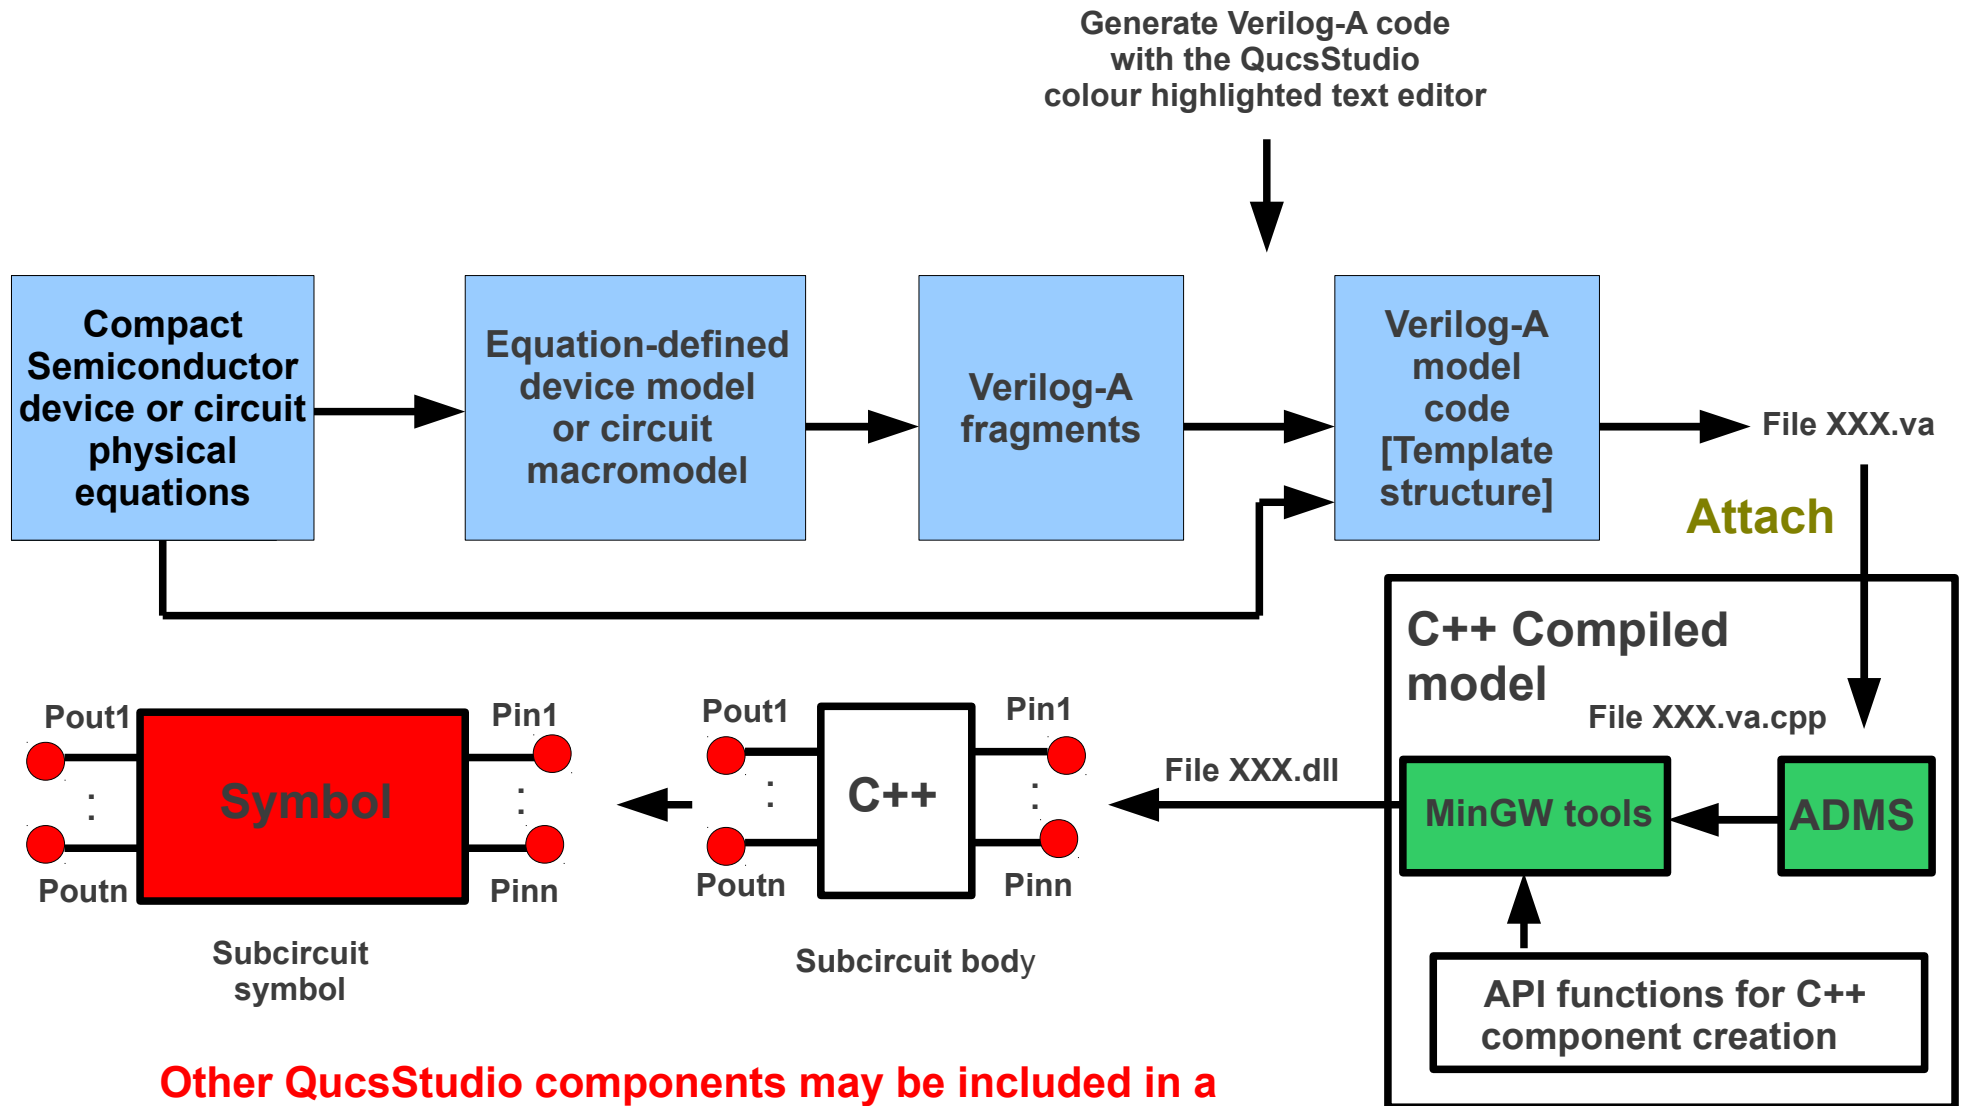 Generate Verilog-A code
with the QucsStudio
colour highlighted text editor
Compact
Semiconductor
device or circuit
physical
equations
Equation-defined
device model
or circuit
macromodel
Verilog-A
fragments
Verilog-A
model
code
[Template
structure]
File XXX.va
Attach
C++ Compiled
model
File XXX.va.cpp
MinGW tools
ADMS
API functions for C++
component creation
File XXX.dll
Pout1
:
Poutn
C++
Pin1
:
Pinn
Subcircuit body
Pout1
:
Poutn
Symbol
Pin1
:
Pinn
Subcircuit
symbol
Other QucsStudio components may be included in a